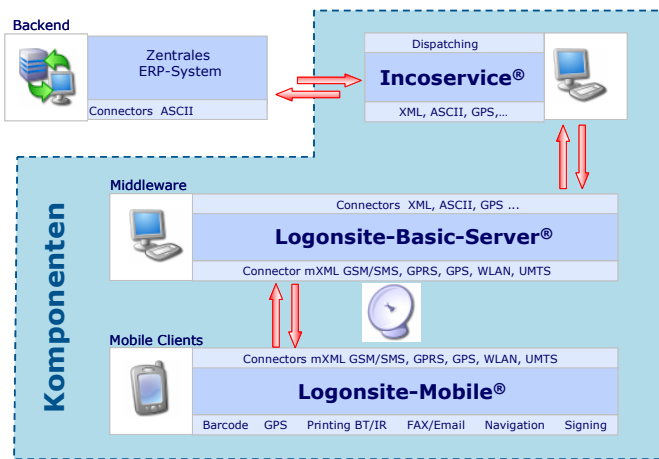 Backend
Zentrales
ERP-System
Connectors ASCII
Dispatching
Incoservice®
XML, ASCII, GPS,...
Komponenten
Middleware
Connectors XML, ASCII, GPS ...
Logonsite-Basic-Server®
Connector mXML GSM/SMS, GPRS, GPS, WLAN, UMTS
Mobile Clients
Connectors mXML GSM/SMS, GPRS, GPS, WLAN, UMTS
Logonsite-Mobile®
Barcode GPS Printing BT/IR FAX/Email Navigation Signing